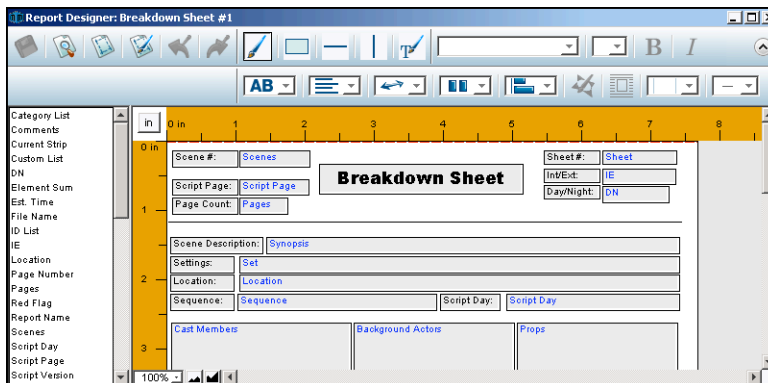 Report Designer: Breakdown Sheet #1
B I
AB
in
0 in 1 2 3 4 5 6 7 8
0 in
1
2
3
Category List
Comments
Current Strip
Custom List
DN
Element Sum
Est. Time
File Name
ID List
IE
Location
Page Number
Pages
Red Flag
Report Name
Scenes
Script Day
Script Page
Script Version
Scene #: Scenes
Script Page: Script Page
Page Count: Pages
Breakdown Sheet
Sheet#: Sheet
Int/Ext: IE
Day/Night: DN
Scene Description: Synopsis
Settings: Set
Location: Location
Sequence: Sequence Script Day: Script Day
Cast Members Background Actors Props
100%